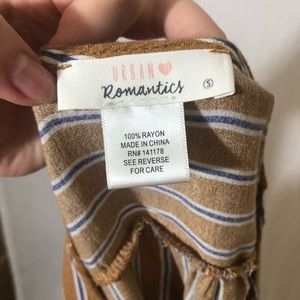 URBAN
Romantics
S
100% RAYON
MADE IN CHINA
RN# 141178
SEE REVERSE
FOR CARE